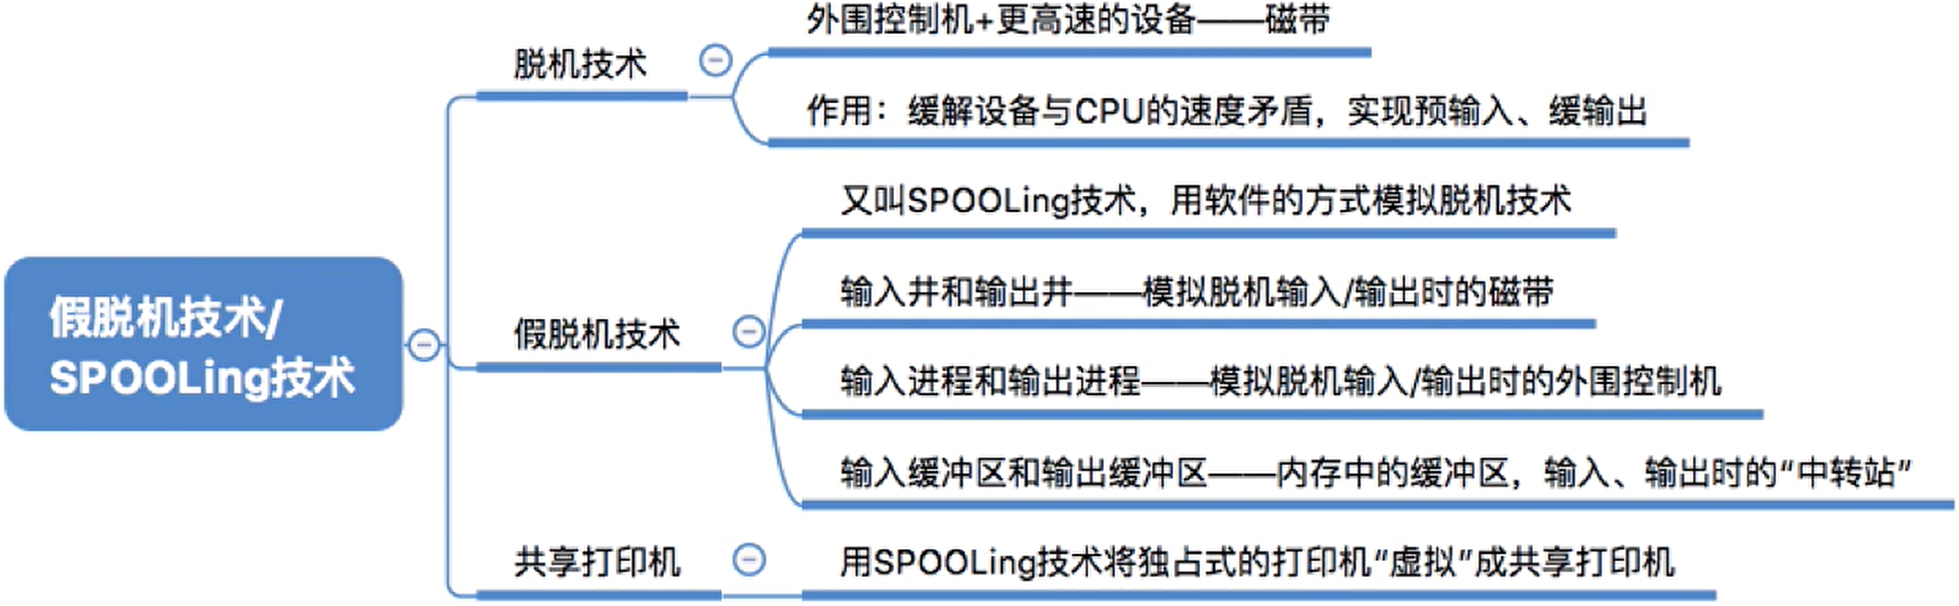 外围控制机+更高速的设备——磁带
脱机技术
作用：缓解设备与CPU的速度矛盾，实现预输入、缓输出
又叫SPOOLing技术，用软件的方式模拟脱机技术
输入井和输出井——模拟脱机输入/输出时的磁带
假脱机技术/
SPOOLing技术
假脱机技术
输入进程和输出进程——模拟脱机输入/输出时的外围控制机
输入缓冲区和输出缓冲区——内存中的缓冲区，输入、输出时的“中转站”
共享打印机
用SPOOLing技术将独占式的打印机“虚拟”成共享打印机